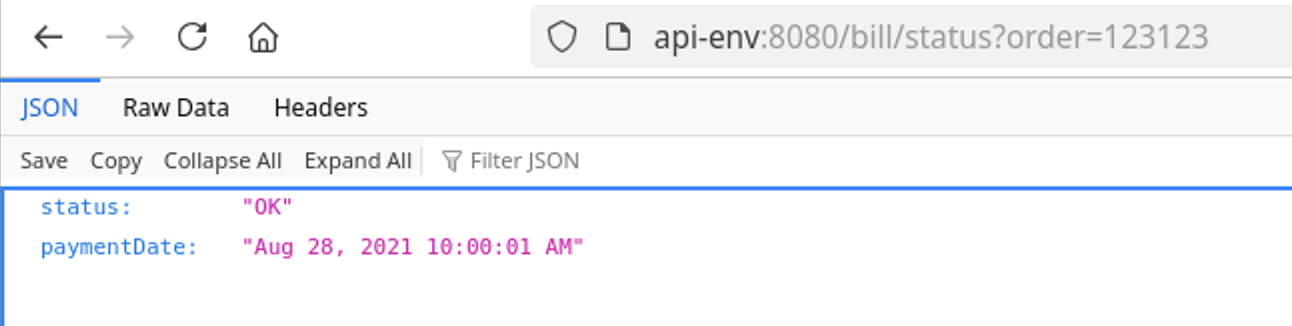 api-env:8080/bill/status?order=123123
JSON Raw Data Headers
Save Copy Collapse All Expand All Filter JSON
status: "OK"
paymentDate: "Aug 28, 2021 10:00:01 AM"